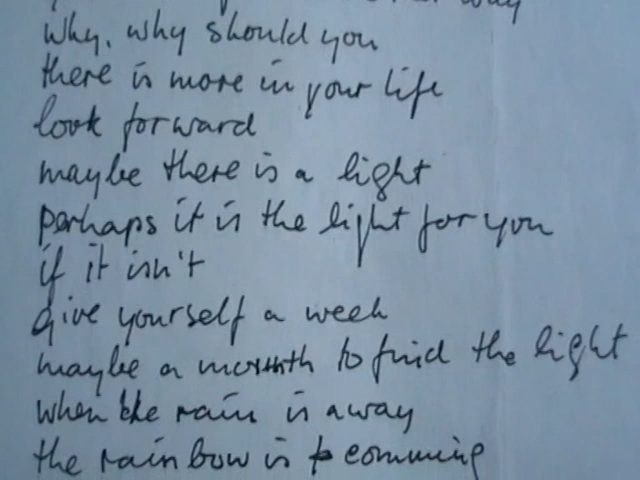 way
Why, why should you
there is more in your life
look forward
maybe there is a light
perhaps it is the light for you
if it isn't
give yourself a week
maybe a month to find the light
when the rain is away
the rainbow is comming